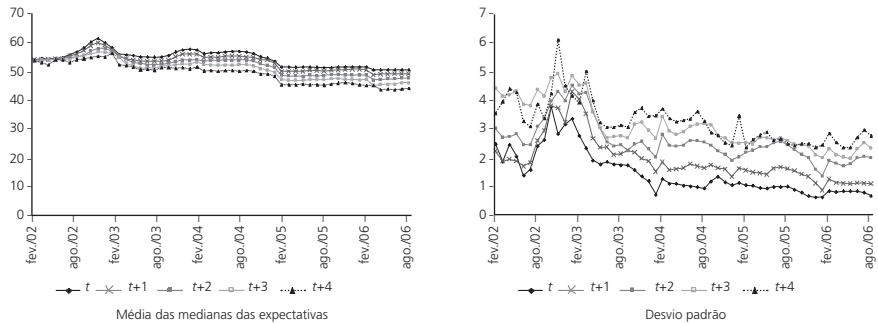 70
60
50
40
30
20
10
0
fev./02
ago./02
fev./03
ago./03
fev./04
ago./04
fev./05
ago./05
fev./06
ago./06
t t+1 t+2 t+3 t+4
Média das medianas das expectativas
7
6
5
4
3
2
1
0
fev./02
ago./02
fev./03
ago./03
fev./04
ago./04
fev./05
ago./05
fev./06
ago./06
t t+1 t+2 t+3 t+4
Desvio padrão